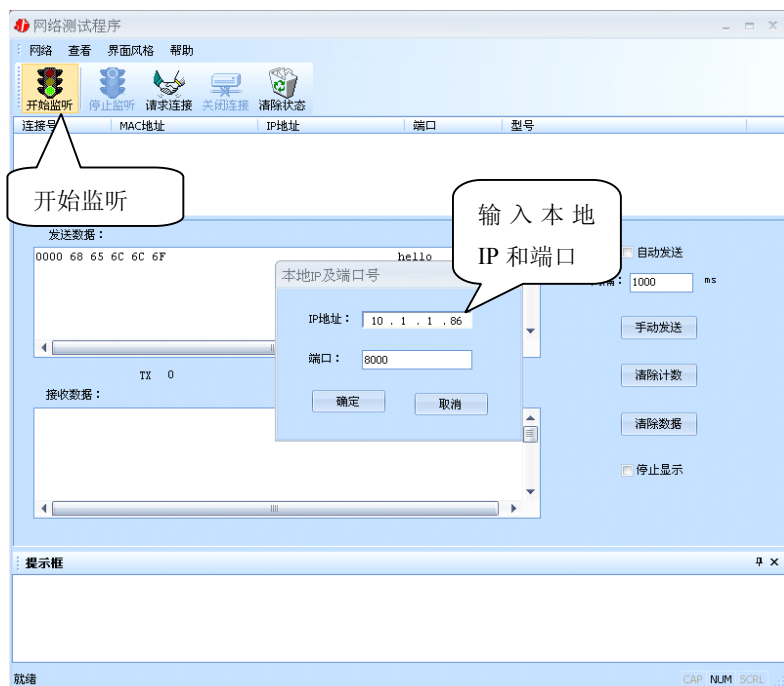 网络测试程序
网络 查看 界面风格 帮助
开始监听 停止监听 请求连接 关闭连接 清除状态
连接号 MAC地址 IP地址 端口 型号
开始监听
输入本地
IP 和端口
发送数据：
0000 68 65 6C 6C 6F hello
自动发送
1000 ms
手动发送
本地IP及端口号
IP地址： 10 . 1 . 1 . 86
端口： 8000
确定 取消
TX 0
清除计数
接收数据：
清除数据
停止显示
提示框
就绪
CAP NUM SCRL